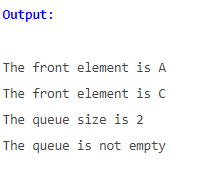 Output:
The front element is A
The front element is C
The queue size is 2
The queue is not empty